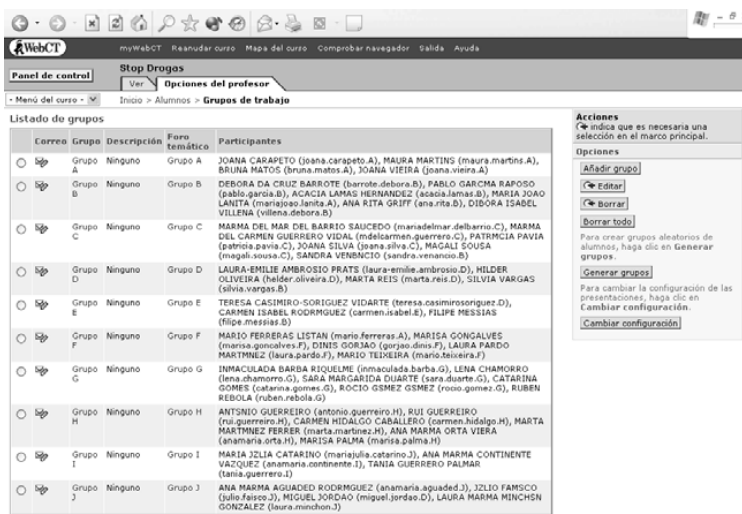 WebCT
myWebCT Reanudar curso Mapa del curso Comprobar navegador Salida Ayuda
Panel de control
Stop Drogas
Ver Opciones del profesor
- Menú del curso -
Inicio > Alumnos > Grupos de trabajo
Listado de grupos
Correo Grupo Descripción Foro temático Participantes
Grupo A Ninguno Grupo A JOANA CARAPETO (joana.carapeto.A), MAURA MARTINS (maura.martins.A),
BRUNA MATOS (bruna.matos.A), JOANA VIEIRA (joana.vieira.A)
Grupo B Ninguno Grupo B DEBORA DA CRUZ BARROTE (barrote.debora.B), PABLO GARCMA RAPOSO
(pablo.garcia.B), ACACIA LAMAS HERNANDEZ (acacia.lamas.B), MARIA JOAO
LANITA (mariajoao.lanita.A), ANA RITA GRIFF (ana.rita.B), DIBORA ISABEL
VILLENA (villena.debora.B)
Grupo C Ninguno Grupo C MARMA DEL MAR DEL BARRIO SAUCEDO (mariadelmar.delbarrio.C), MARMA
DEL CARMEN GUERRERO VIDAL (mdelcarmen.guerrero.C), PATRMCIA PAVIA
(patricia.pavia.C), JOANA SILVA (joana.silva.C), MAGALI SOUSA
(magali.sousa.C), SANDRA VENBNCIO (sandra.venancio.B)
Grupo D Ninguno Grupo D LAURA-EMILIE AMBROSIO PRATS (laura-emilie.ambrosio.D), HILDER
OLIVEIRA (helder.oliveira.D), MARTA REIS (marta.reis.D), SILVIA VARGAS
(silvia.vargas.B)
Grupo E Ninguno Grupo E TERESA CASIMIRO-SORIGUEZ VIDARTE (teresa.casimirosoriguez.D),
CARMEN ISABEL RODRMGUEZ (carmen.isabel.E), FILIPE MESSIAS
(filipe.messias.B)
Grupo F Ninguno Grupo F MARIO FERRERAS LISTAN (mario.ferreras.A), MARISA GONGALVES
(marisa.goncalves.F), DINIS GORJAO (gorjao.dinis.F), LAURA PARDO
MARTMNEZ (laura.pardo.F), MARIO TEIXEIRA (mario.teixeira.F)
Grupo G Ninguno Grupo G INMACULADA BARBA RIQUELME (inmaculada.barba.G), LENA CHAMORRO
(lena.chamorro.G), SARA MARGARIDA DUARTE (sara.duarte.G), CATARINA
GOMES (catarina.gomes.G), ROCIO GSMEZ GSMEZ (rocio.gomez.G), RUBEN
REBOLA (ruben.rebola.G)
Grupo H Ninguno Grupo H ANTSNIO GUERREIRO (antonio.guerreiro.H), RUI GUERREIRO
(rui.guerreiro.H), CARMEN HIDALGO CABALLERO (carmen.hidalgo.H), MARTA
MARTMNEZ FERRER (marta.martinez.H), ANA MARMA ORTA VIERA
(anamaria.orta.H), MARISA PALMA (marisa.palma.H)
Grupo I Ninguno Grupo I MARIA JZLIA CATARINO (mariajulia.catarino.J), ANA MARMA CONTINENTE
VAZQUEZ (anamaria.continente.I), TANIA GUERRERO PALMAR
(tania.guerrero.I)
Grupo J Ninguno Grupo J ANA MARMA AGUADED RODRMGUEZ (anamaria.aguaded.J), JZLIO FAMSCO
(julio.faisco.J), MIGUEL JORDAO (miguel.jordao.D), LAURA MARMA MINCHSN
GONZALEZ (laura.minchon.J)
Acciones
indica que es necesaria una
selección en el marco principal.
Opciones
Añadir grupo
Editar
Borrar
Borrar todo
Para crear grupos aleatorios de
alumnos, haga clic en Generar
grupos.
Generar grupos
Para cambiar la configuración de las
presentaciones, haga clic en
Cambiar configuración.
Cambiar configuración